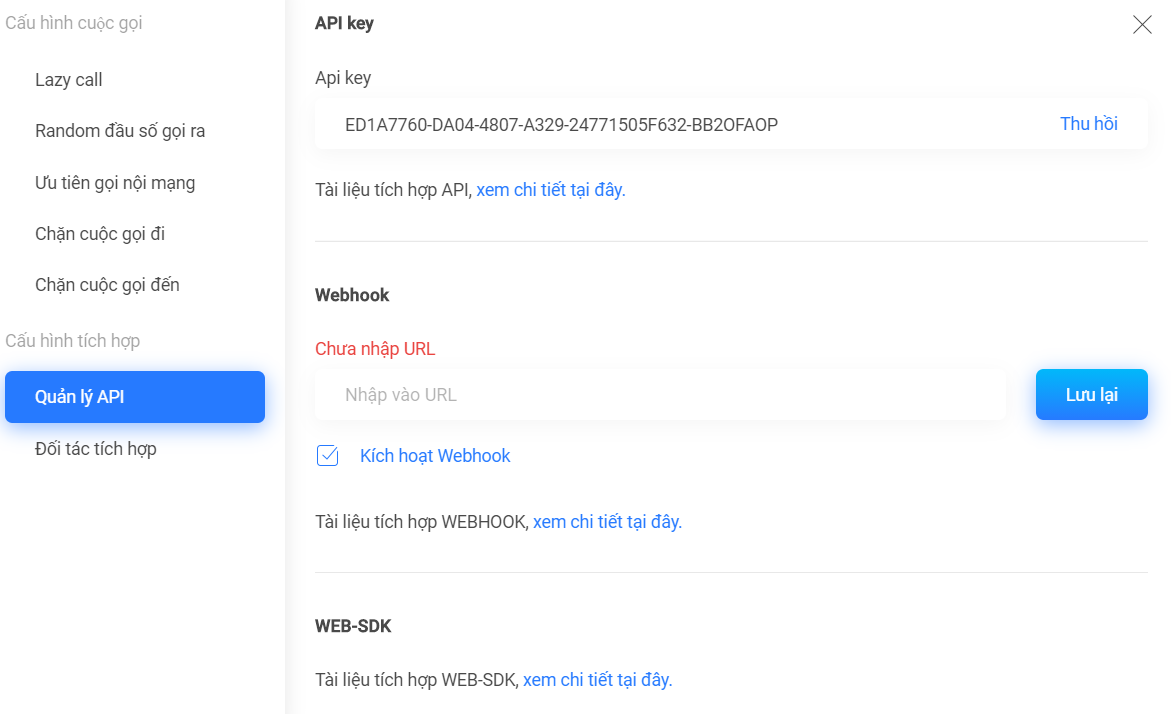 Cấu hình cuộc gọi
Lazy call
Random đầu số gọi ra
Ưu tiên gọi nội mạng
Chặn cuộc gọi đi
Chặn cuộc gọi đến
Cấu hình tích hợp
Quản lý API
Đối tác tích hợp
API key
Api key
ED1A7760-DA04-4807-A329-24771505F632-BB2OFAOP
Thu hồi
Tài liệu tích hợp API, xem chi tiết tại đây.
Webhook
Chưa nhập URL
Nhập vào URL
Lưu lại
Kích hoạt Webhook
Tài liệu tích hợp WEBHOOK, xem chi tiết tại đây.
WEB-SDK
Tài liệu tích hợp WEB-SDK, xem chi tiết tại đây.